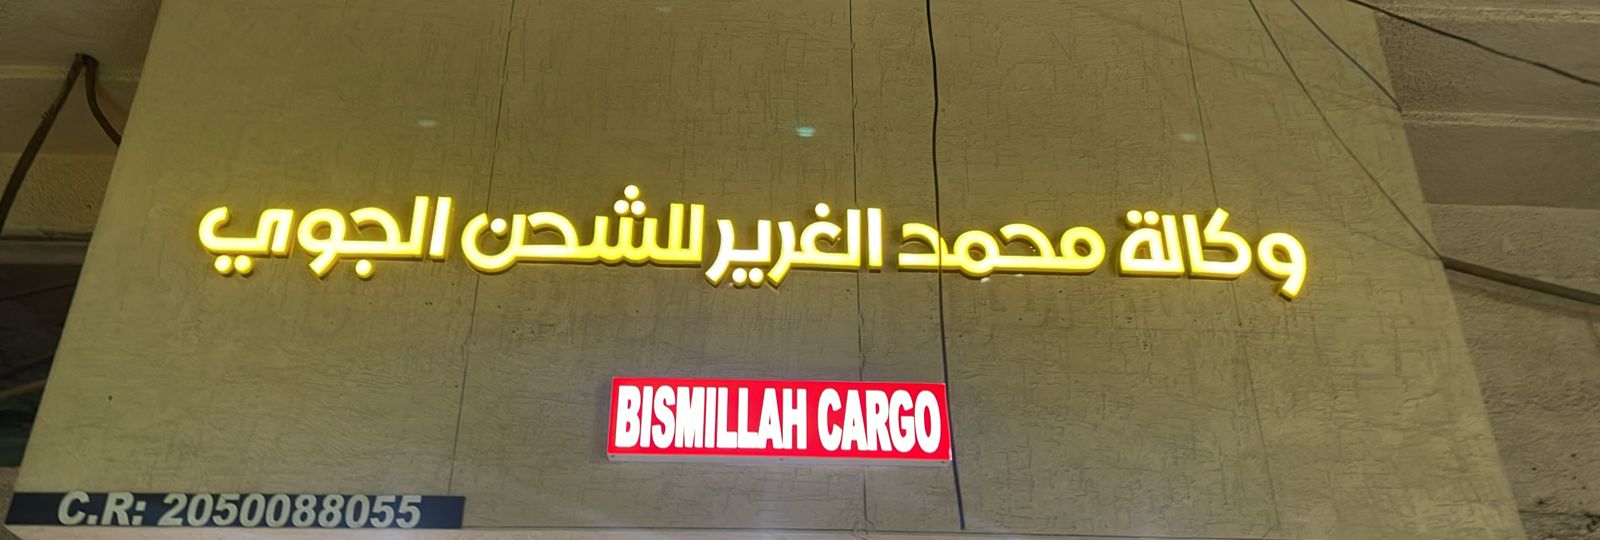 وكالة محمد الغرير للشحن الجوي
BISMILLAH CARGO
C.R: 2050088055